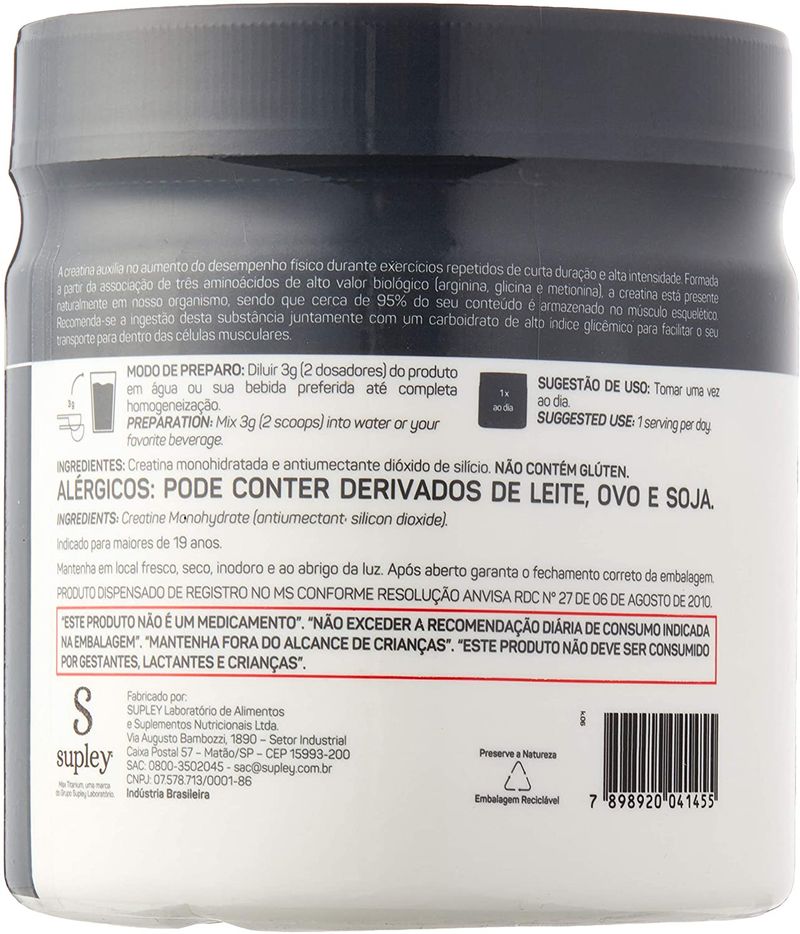 A creatina auxilia no aumento do desempenho físico durante exercícios repetidos de curta duração e alta intensidade. Formada
a partir da associação de três aminoácidos de alto valor biológico (arginina, glicina e metionina), a creatina está presente
naturalmente em nosso organismo, sendo que cerca de 95% do seu conteúdo é armazenado no músculo esquelético.
Recomenda-se a ingestão desta substância juntamente com um carboidrato de alto índice glicêmico para facilitar o seu
transporte para dentro das células musculares.
3g
MODO DE PREPARO: Diluir 3g (2 dosadores) do produto
em água ou sua bebida preferida até completa
homogeneização.
PREPARATION: Mix 3g (2 scoops) into water or your
favorite beverage.
1x
ao dia
SUGESTÃO DE USO: Tomar uma vez
ao dia.
SUGGESTED USE: 1 serving per day.
INGREDIENTES: Creatina monohidratada e antiumectante dióxido de silício. NÃO CONTÉM GLÚTEN.
ALÉRGICOS: PODE CONTER DERIVADOS DE LEITE, OVO E SOJA.
INGREDIENTS: Creatine Monohydrate (antiumectant: silicon dioxide).
Indicado para maiores de 19 anos.
Mantenha em local fresco, seco, inodoro e ao abrigo da luz. Após aberto garanta o fechamento correto da embalagem.
PRODUTO DISPENSADO DE REGISTRO NO MS CONFORME RESOLUÇÃO ANVISA RDC Nº 27 DE 06 DE AGOSTO DE 2010.
"ESTE PRODUTO NÃO É UM MEDICAMENTO". "NÃO EXCEDER A RECOMENDAÇÃO DIÁRIA DE CONSUMO INDICADA
NA EMBALAGEM". "MANTENHA FORA DO ALCANCE DE CRIANÇAS". "ESTE PRODUTO NÃO DEVE SER CONSUMIDO
POR GESTANTES, LACTANTES E CRIANÇAS".
S
supley
Max Titanium, uma marca
do Grupo Supley Laboratório.
Fabricado por:
SUPLEY Laboratório de Alimentos
e Suplementos Nutricionais Ltda.
Via Augusto Bambozzi, 1890 – Setor Industrial
Caixa Postal 57 - Matão/SP – CEP 15993-200
SAC: 0800-3502045 - sac@supley.com.br
CNPJ: 07.578.713/0001-86
Indústria Brasileira
Preserve a Natureza
Embalagem Reciclável
k.06
7 898920 041455